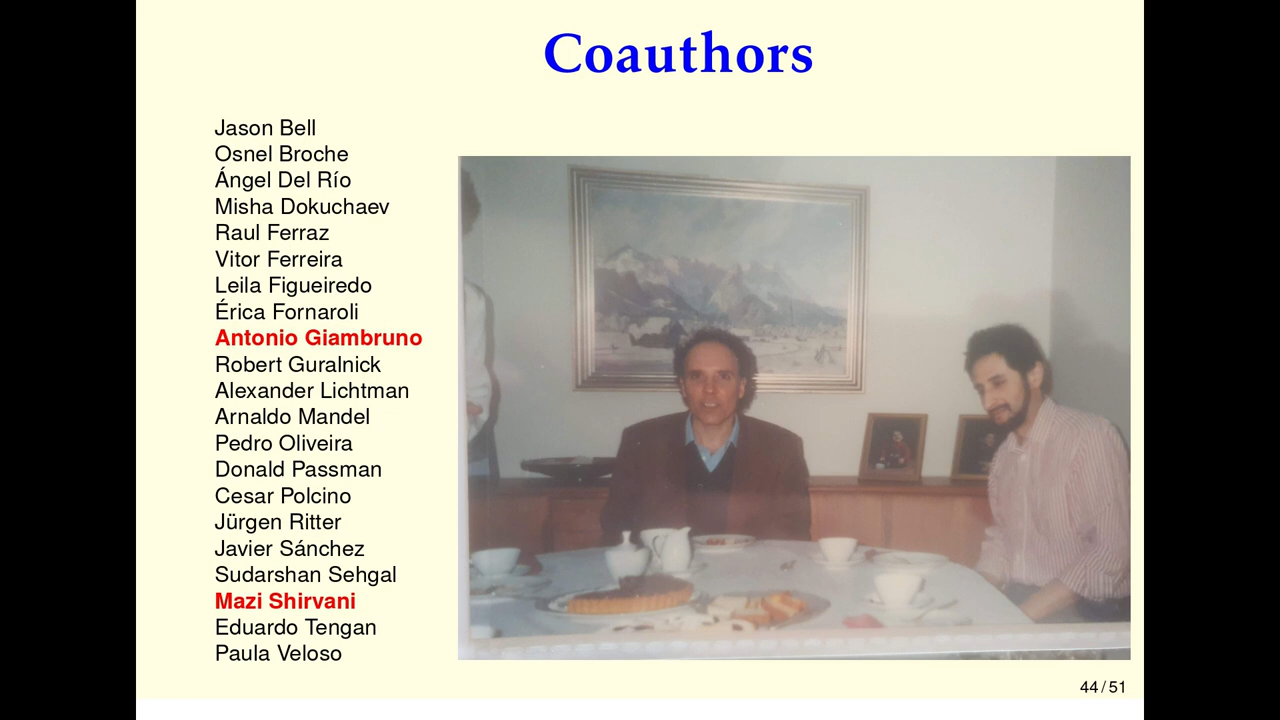 Coauthors
Jason Bell
Osnel Broche
Ángel Del Río
Misha Dokuchaev
Raul Ferraz
Vitor Ferreira
Leila Figueiredo
Érica Fornaroli
Antonio Giambruno
Robert Guralnick
Alexander Lichtman
Arnaldo Mandel
Pedro Oliveira
Donald Passman
Cesar Polcino
Jürgen Ritter
Javier Sánchez
Sudarshan Sehgal
Mazi Shirvani
Eduardo Tengan
Paula Veloso
44 / 51